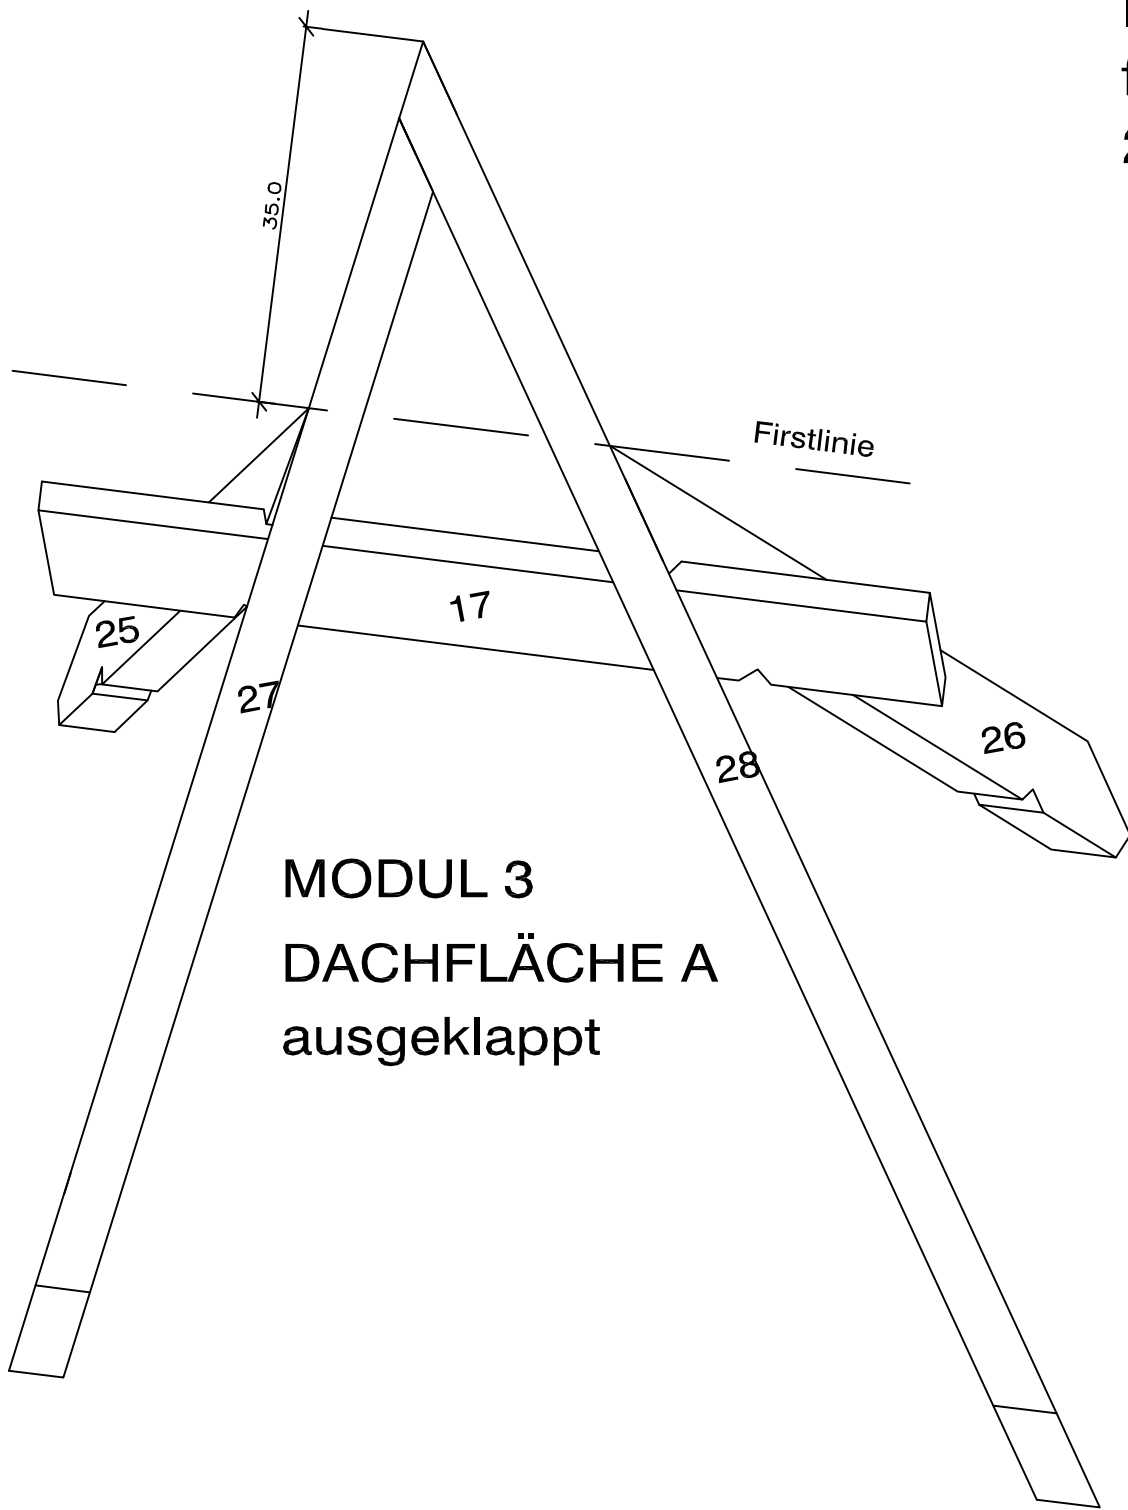 35.0
Firstlinie
17
25
27
26
28
MODUL 3
DACHFLÄCHE A
ausgeklappt